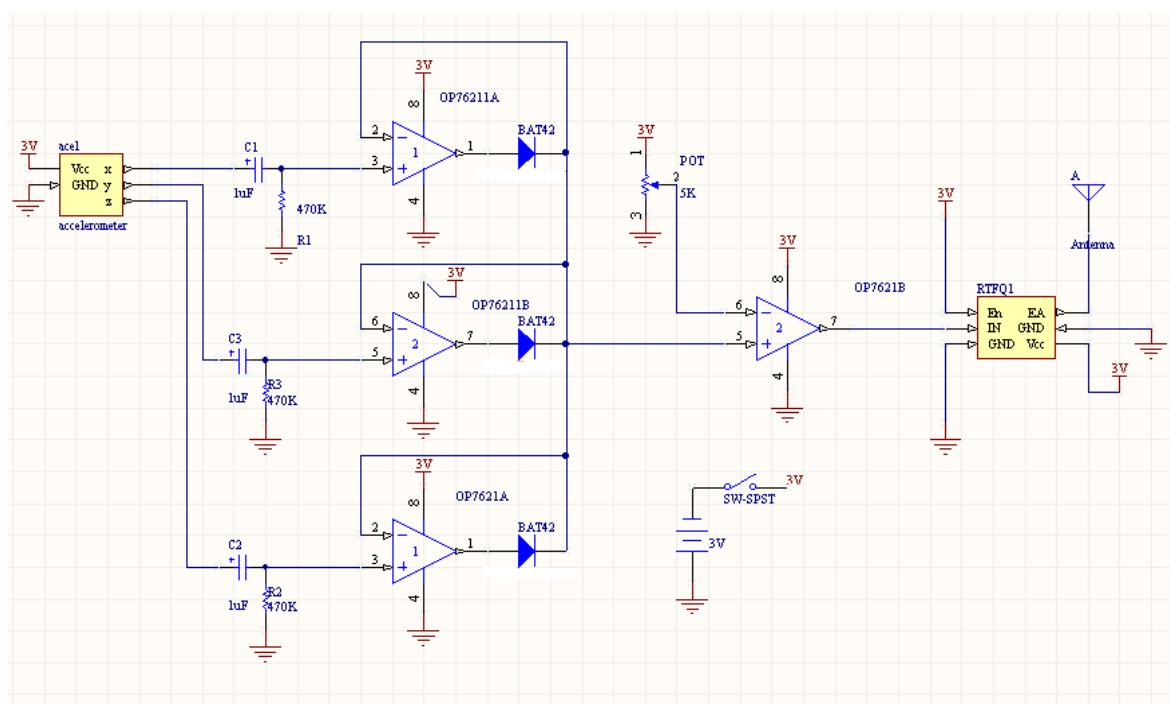 3V
acel
Vcc x
GND y
z
accelerometer
C1
1uF
470K
R1
3V
8
OP76211A
2
3
1
1
4
BAT42
C3
1uF
R3
470K
3V
8
OP76211B
6
5
2
7
4
BAT42
C2
1uF
R2
470K
3V
8
OP7621A
2
3
1
1
4
BAT42
3V
1
POT
2
5K
3
3V
8
OP7621B
6
5
2
7
4
3V
SW-SPST
3V
3V
A
Antenna
RTFQ1
En EA
IN GND
GND Vcc
3V